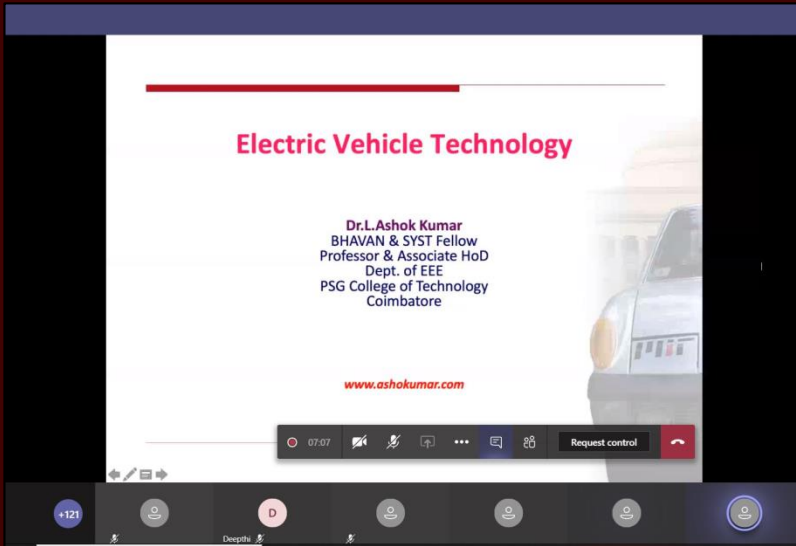 Electric Vehicle Technology
Dr.L.Ashok Kumar
BHAVAN & SYST Fellow
Professor & Associate HoD
Dept. of EEE
PSG College of Technology
Coimbatore
www.ashokumar.com
07:07
Request control
+121
D
Deepthi